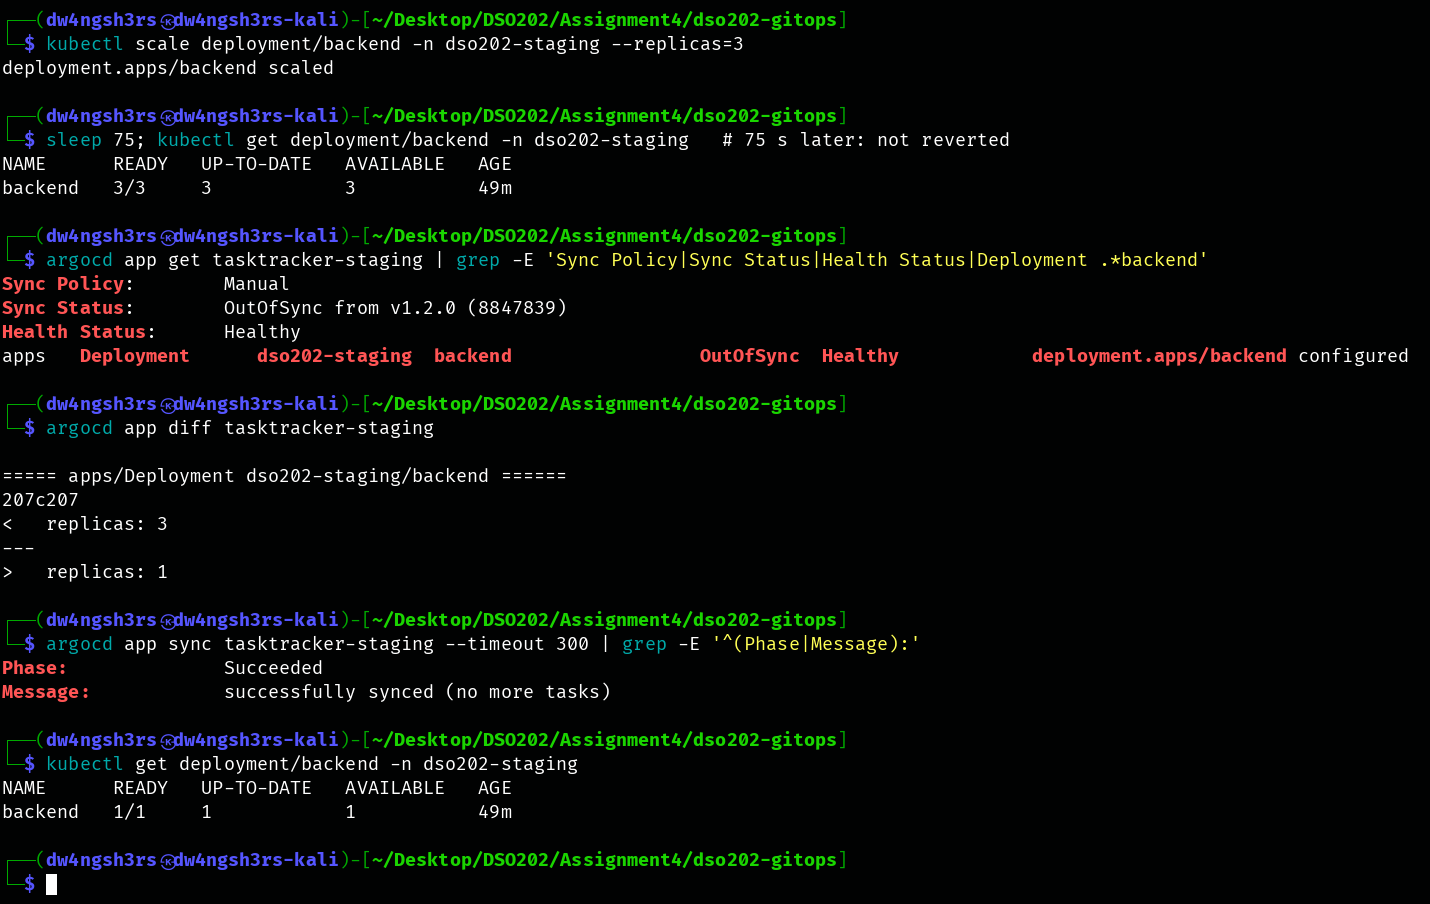 ┌──(dw4ngsh3rs㉿dw4ngsh3rs-kali)-[~/Desktop/DSO202/Assignment4/dso202-gitops]
└─$ kubectl scale deployment/backend -n dso202-staging --replicas=3
deployment.apps/backend scaled
┌──(dw4ngsh3rs㉿dw4ngsh3rs-kali)-[~/Desktop/DSO202/Assignment4/dso202-gitops]
└─$ sleep 75; kubectl get deployment/backend -n dso202-staging   # 75 s later: not reverted
NAME      READY   UP-TO-DATE   AVAILABLE   AGE
backend   3/3     3            3           49m
┌──(dw4ngsh3rs㉿dw4ngsh3rs-kali)-[~/Desktop/DSO202/Assignment4/dso202-gitops]
└─$ argocd app get tasktracker-staging | grep -E 'Sync Policy|Sync Status|Health Status|Deployment .*backend'
Sync Policy:        Manual
Sync Status:        OutOfSync from v1.2.0 (8847839)
Health Status:      Healthy
apps   Deployment      dso202-staging  backend                 OutOfSync  Healthy            deployment.apps/backend configured
┌──(dw4ngsh3rs㉿dw4ngsh3rs-kali)-[~/Desktop/DSO202/Assignment4/dso202-gitops]
└─$ argocd app diff tasktracker-staging
===== apps/Deployment dso202-staging/backend ======
207c207
<   replicas: 3
---
>   replicas: 1
┌──(dw4ngsh3rs㉿dw4ngsh3rs-kali)-[~/Desktop/DSO202/Assignment4/dso202-gitops]
└─$ argocd app sync tasktracker-staging --timeout 300 | grep -E '^(Phase|Message):'
Phase:              Succeeded
Message:            successfully synced (no more tasks)
┌──(dw4ngsh3rs㉿dw4ngsh3rs-kali)-[~/Desktop/DSO202/Assignment4/dso202-gitops]
└─$ kubectl get deployment/backend -n dso202-staging
NAME      READY   UP-TO-DATE   AVAILABLE   AGE
backend   1/1     1            1           49m
┌──(dw4ngsh3rs㉿dw4ngsh3rs-kali)-[~/Desktop/DSO202/Assignment4/dso202-gitops]
└─$